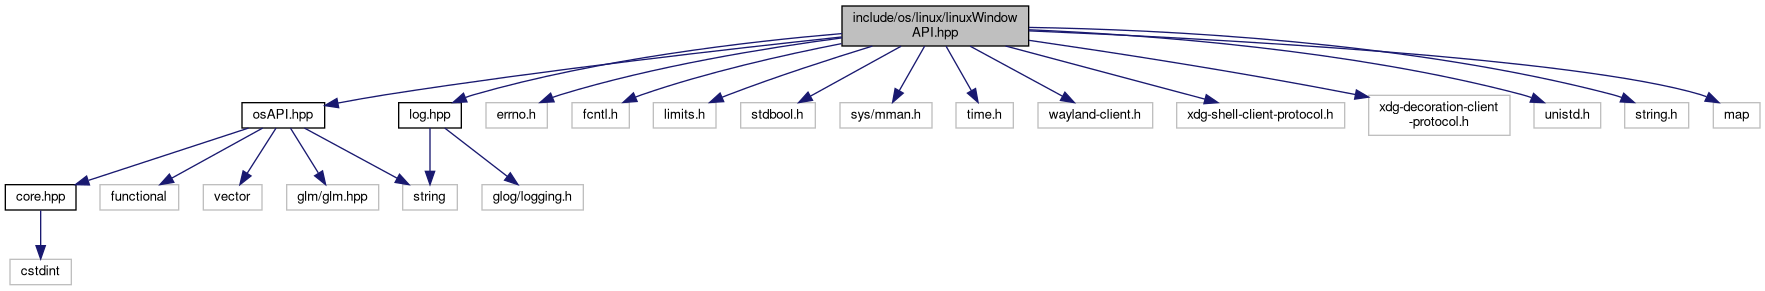 include/os/linux/linuxWindow
API.hpp
osAPI.hpp
log.hpp
errno.h
fcntl.h
limits.h
stdbool.h
sys/mman.h
time.h
wayland-client.h
xdg-shell-client-protocol.h
xdg-decoration-client
-protocol.h
unistd.h
string.h
map
core.hpp
functional
vector
glm/glm.hpp
string
glog/logging.h
cstdint